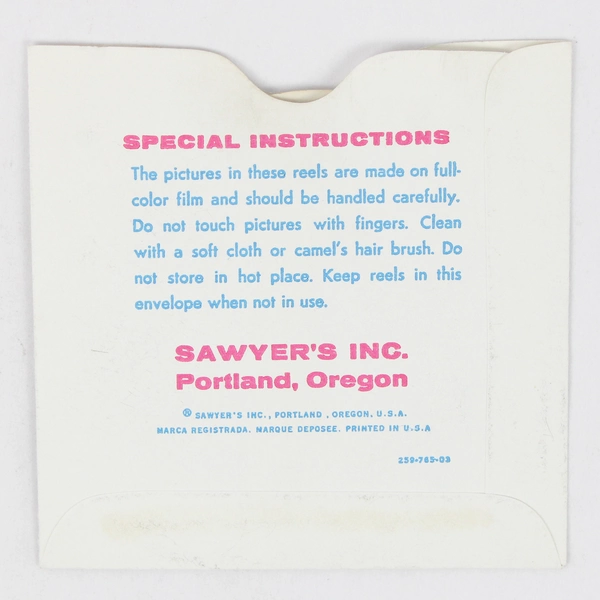 SPECIAL INSTRUCTIONS
The pictures in these reels are made on full-
color film and should be handled carefully.
Do not touch pictures with fingers. Clean
with a soft cloth or camel's hair brush. Do
not store in hot place. Keep reels in this
envelope when not in use.
SAWYER'S INC.
Portland, Oregon
® SAWYER'S INC., PORTLAND , OREGON, U.S.A.
MARCA REGISTRADA. MARQUE DEPOSEE. PRINTED IN U.S.A
259-765-03